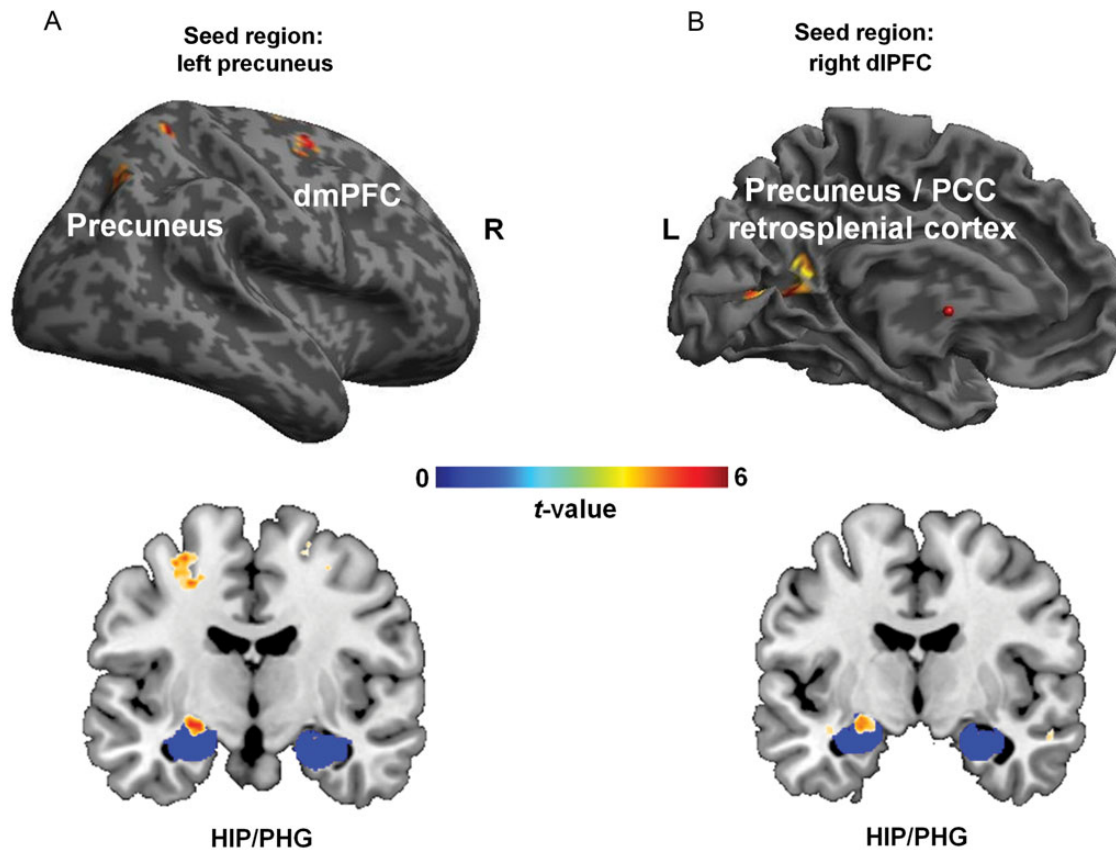 A
Seed region:
left precuneus
dmPFC
Precuneus
R
B
Seed region:
right dlPFC
Precuneus / PCC
retrosplenial cortex
L
0
6
t-value
HIP/PHG
HIP/PHG